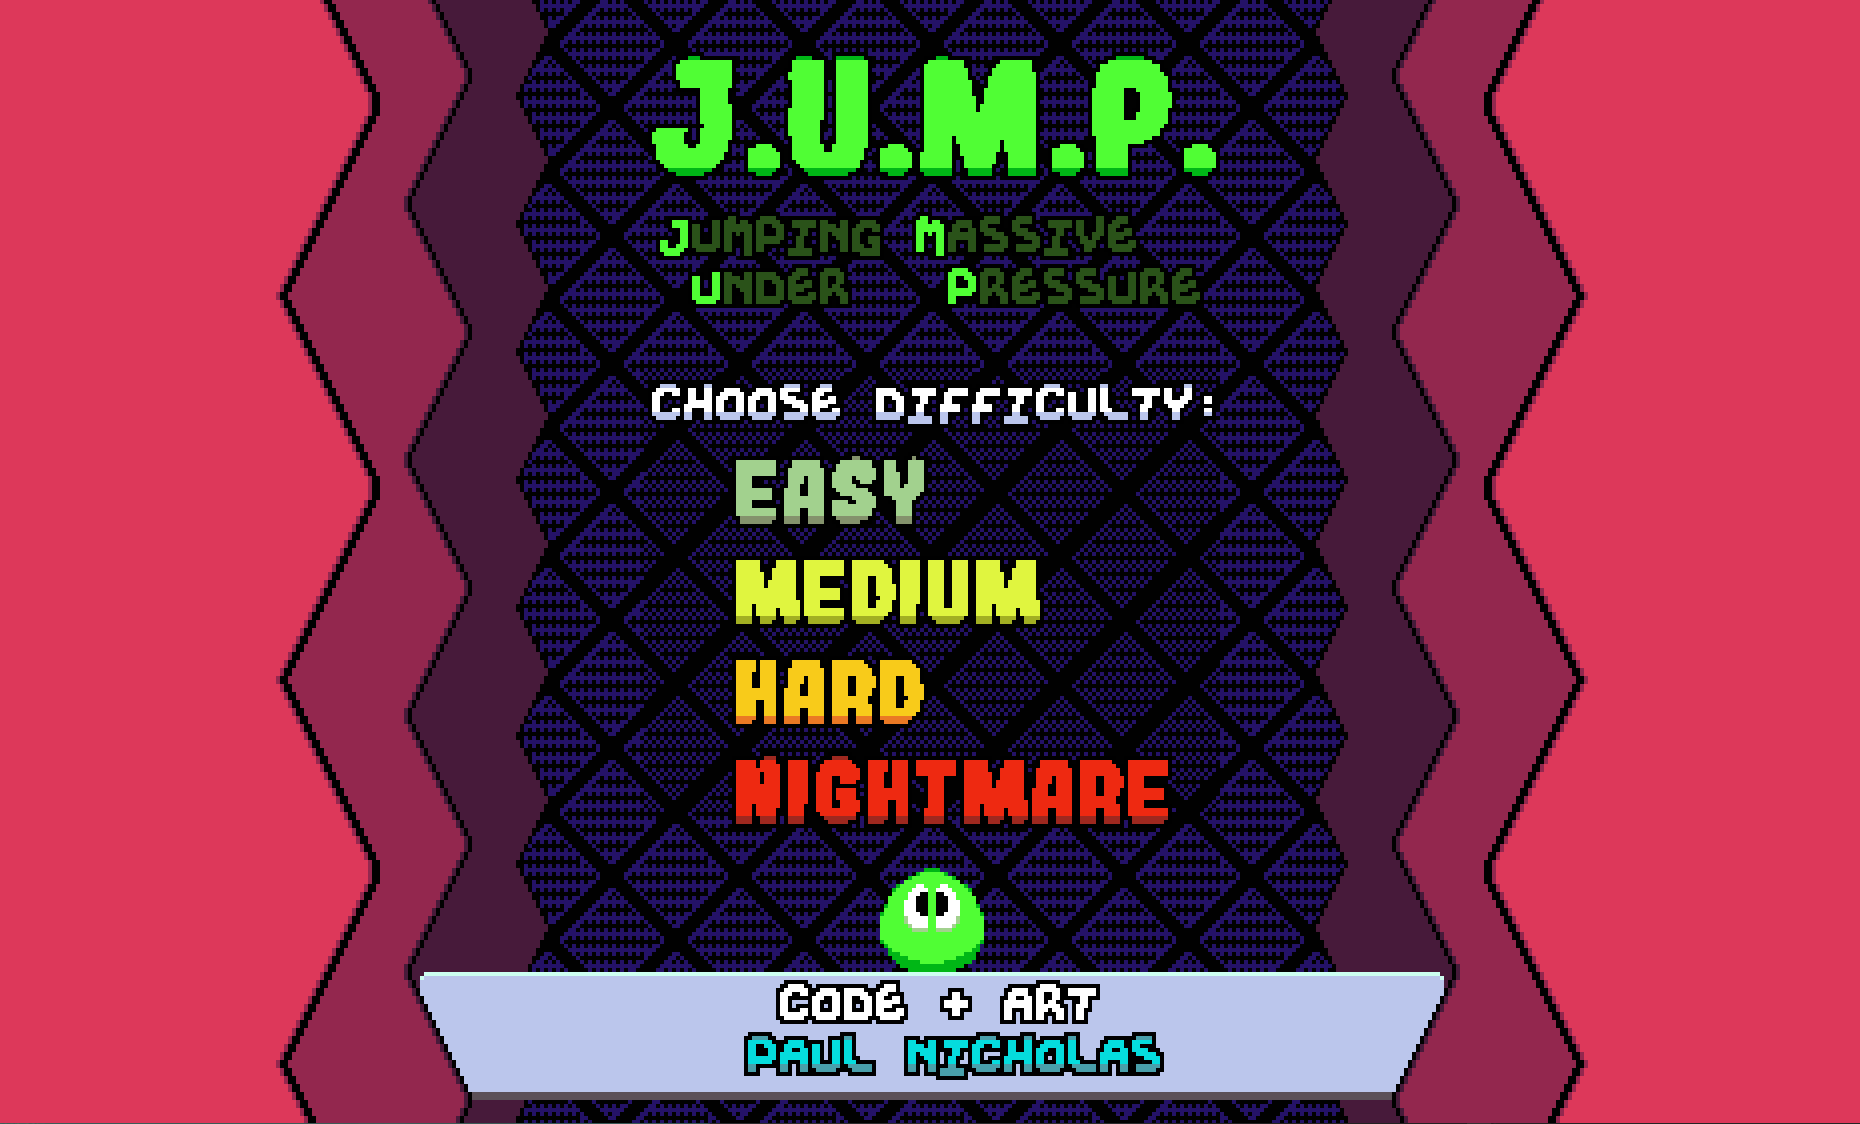 J.U.M.P.
JUMPING MASSIVE
UNDER PRESSURE
CHOOSE DIFFICULTY:
EASY
MEDIUM
HARD
NIGHTMARE
CODE + ART
PAUL NICHOLAS